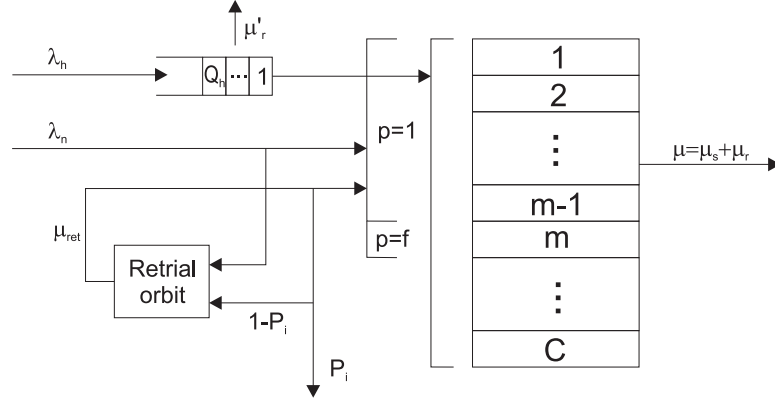 μ'r
λh
Qh ... 1
λn
p=1
μret
p=f
Retrial
orbit
1-Pi
Pi
1
2
⋮
m-1
m
⋮
C
μ=μs+μr